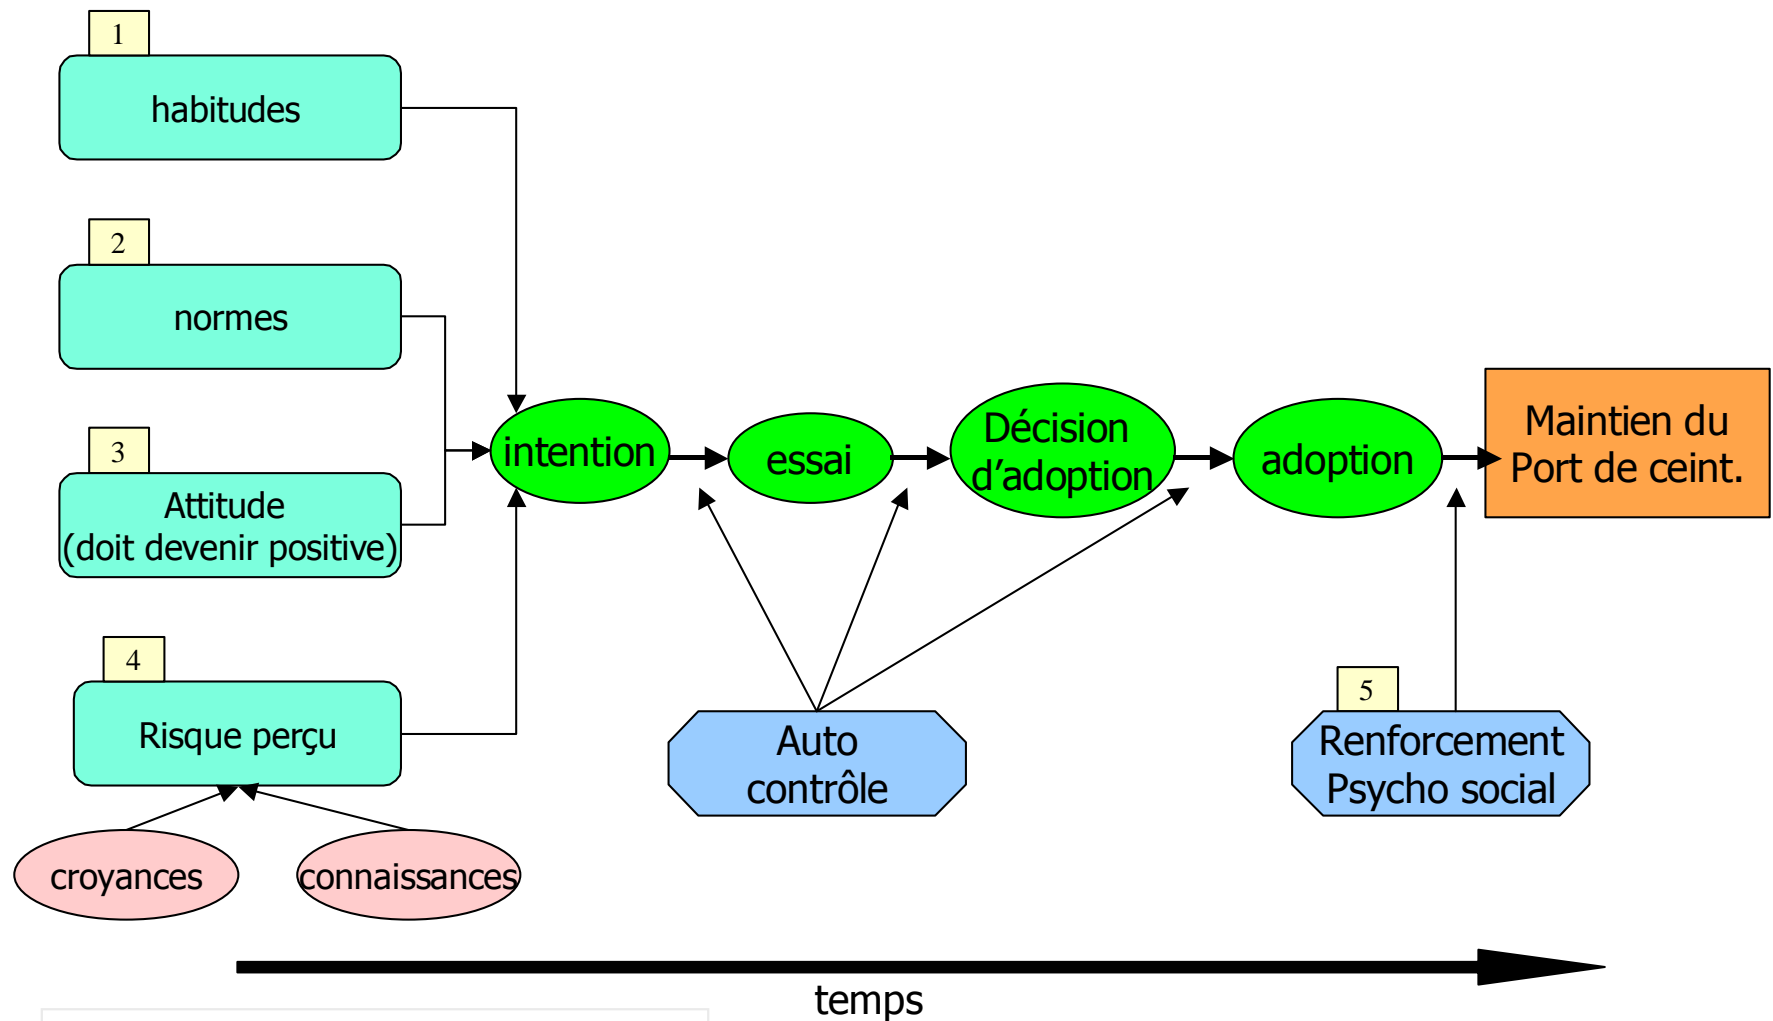 1
habitudes
2
normes
3
Attitude
(doit devenir positive)
4
Risque perçu
croyances
connaissances
intention
essai
Décision
d’adoption
adoption
Maintien du
Port de ceint.
Auto
contrôle
5
Renforcement
Psycho social
temps